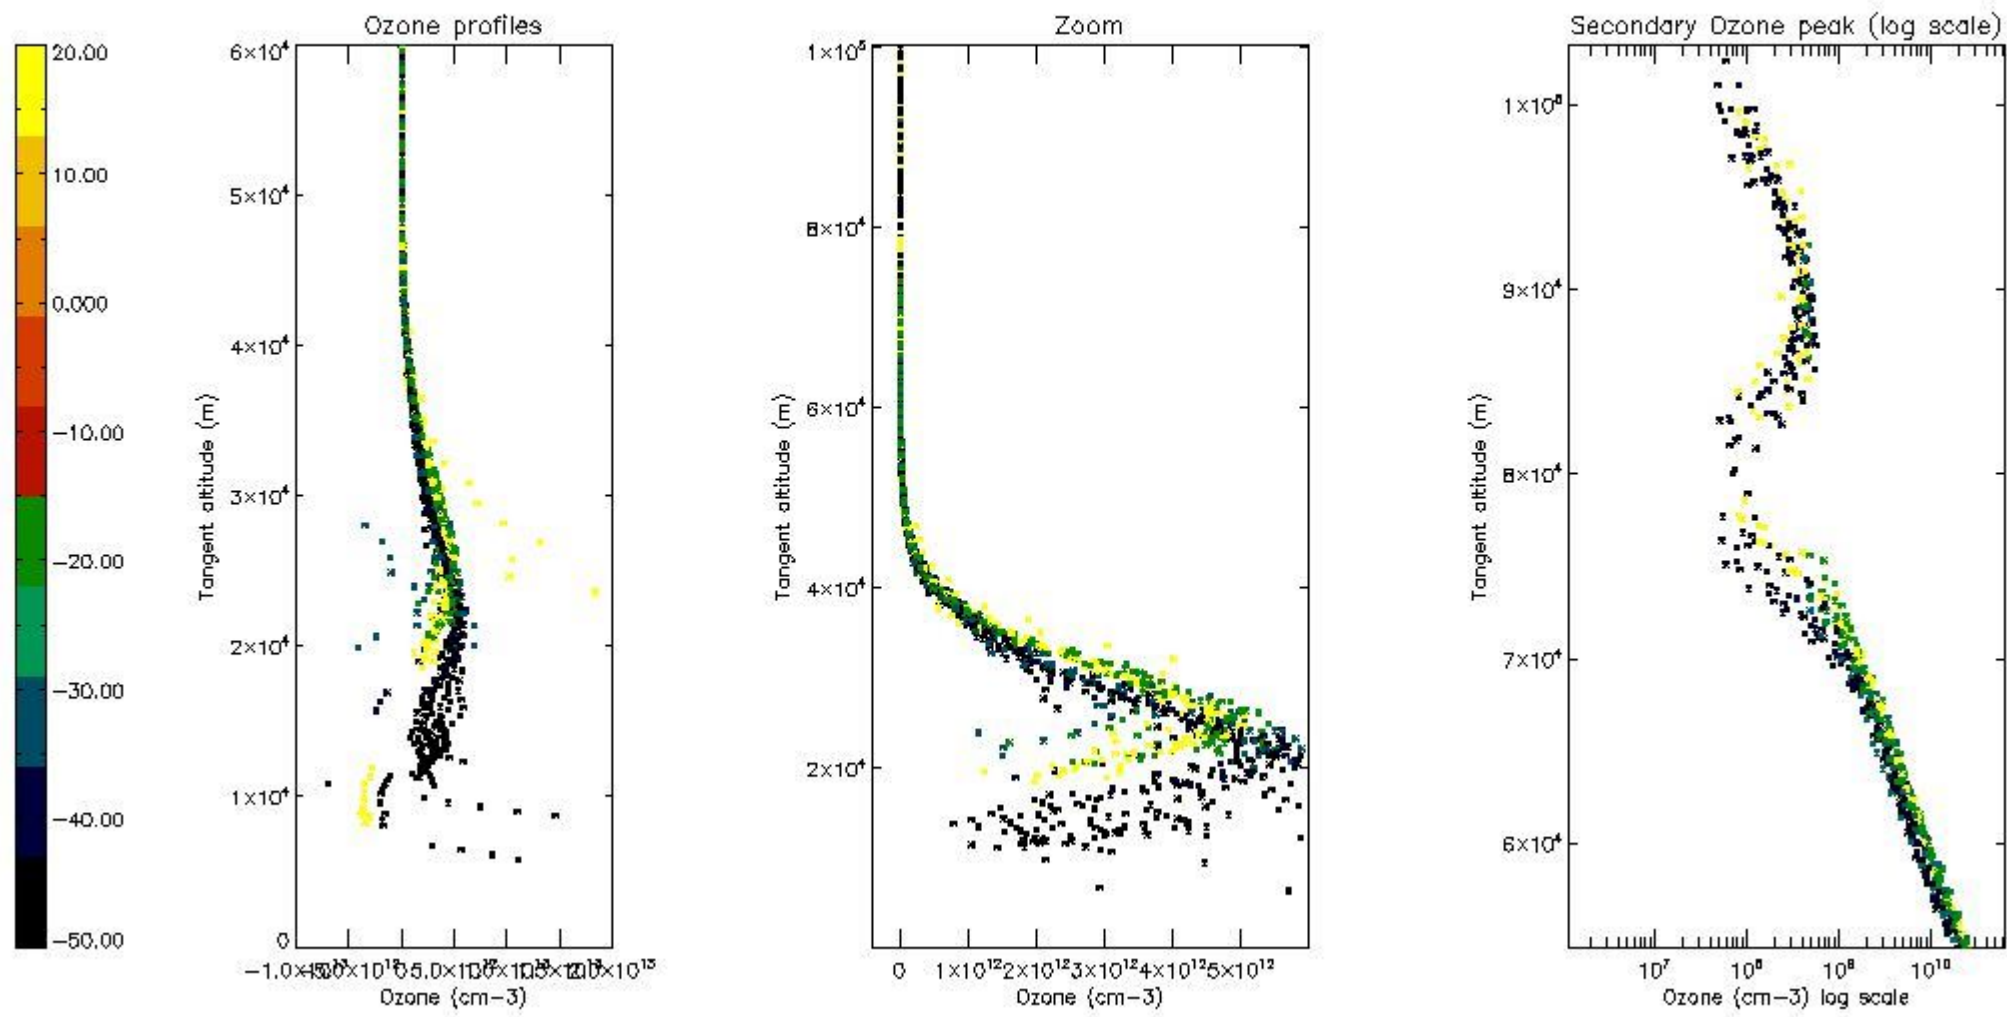 Ozone profiles
Zoom
Secondary Ozone peak (log scale)
20.00
10.00
0.000
−10.00
−20.00
−30.00
−40.00
−50.00
6×10⁴
5×10⁴
4×10⁴
3×10⁴
2×10⁴
1×10⁴
0
Tangent altitude (m)
Ozone (cm−3)
1×10⁵
8×10⁴
6×10⁴
4×10⁴
2×10⁴
Tangent altitude (m)
0 1×10¹² 2×10¹² 3×10¹² 4×10¹² 5×10¹²
Ozone (cm−3)
9×10⁴
8×10⁴
7×10⁴
6×10⁴
Tangent altitude (m)
10⁷ 10⁸ 10⁹ 10¹⁰
Ozone (cm−3) log scale